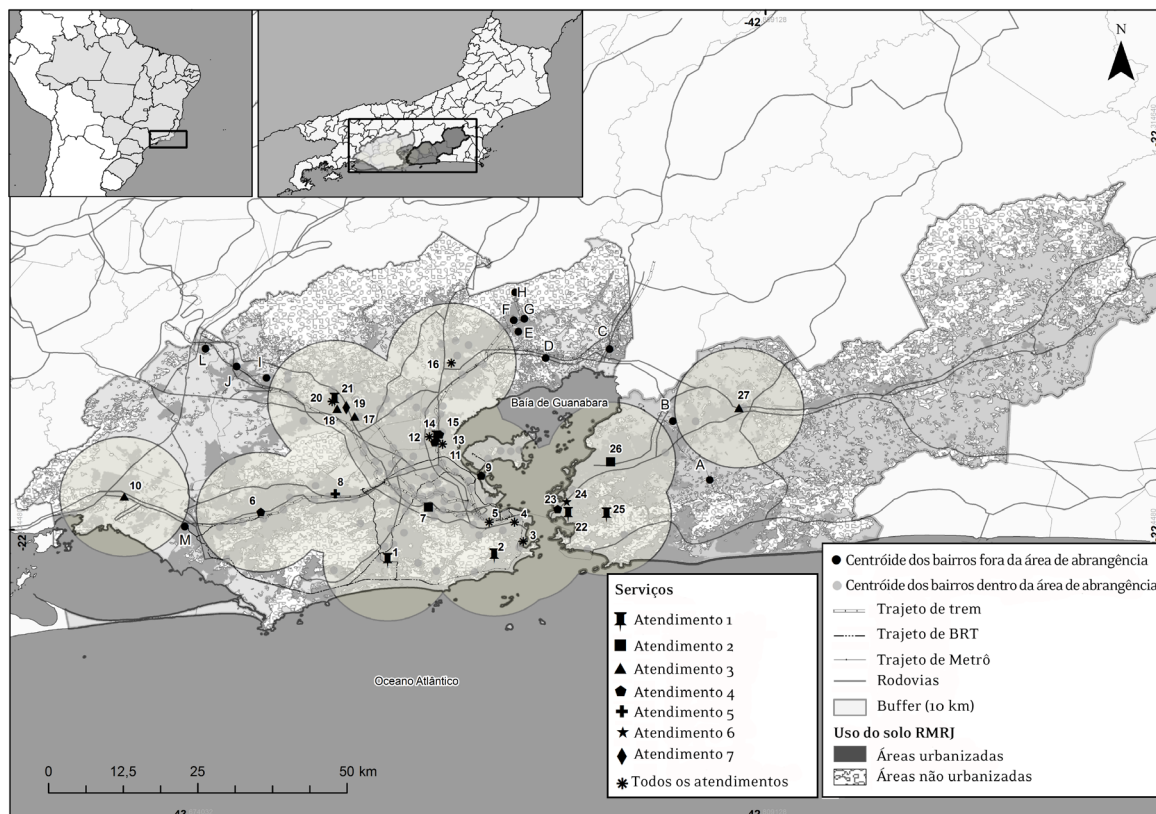 -42
N
-22
H
F
G
E
C
L
D
16
I
J
21
20
19
27
Baía de Guanabara
18
17
B
14
15
12
13
26
11
A
9
10
8
24
6
23
7
25
5
4
22
-22
M
3
2
1
Oceano Atlântico
Serviços
Atendimento 1
Atendimento 2
Atendimento 3
Atendimento 4
Atendimento 5
Atendimento 6
Atendimento 7
Todos os atendimentos
Centróide dos bairros fora da área de abrangência
Centróide dos bairros dentro da área de abrangência
Trajeto de trem
Trajeto de BRT
Trajeto de Metrô
Rodovias
Buffer (10 km)
Uso do solo RMRJ
Áreas urbanizadas
Áreas não urbanizadas
0 12,5 25 50 km